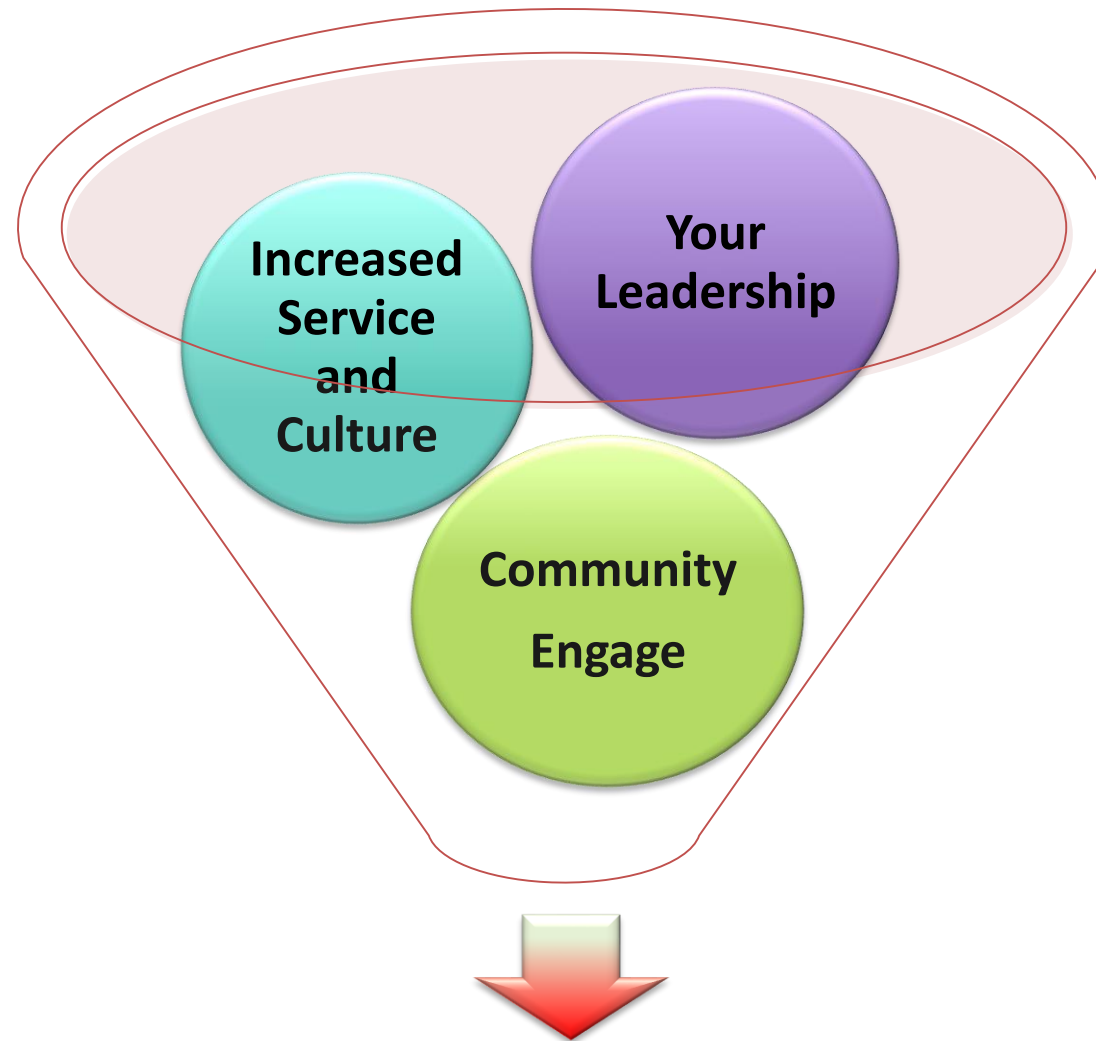 Increased
Service
and
Culture
Your
Leadership
Community
Engage